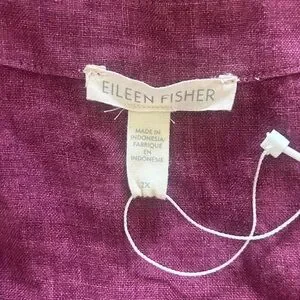 EILEEN FISHER
MADE IN
INDONESIA/
FABRIQUÉ
EN
INDONÉSIE
2X